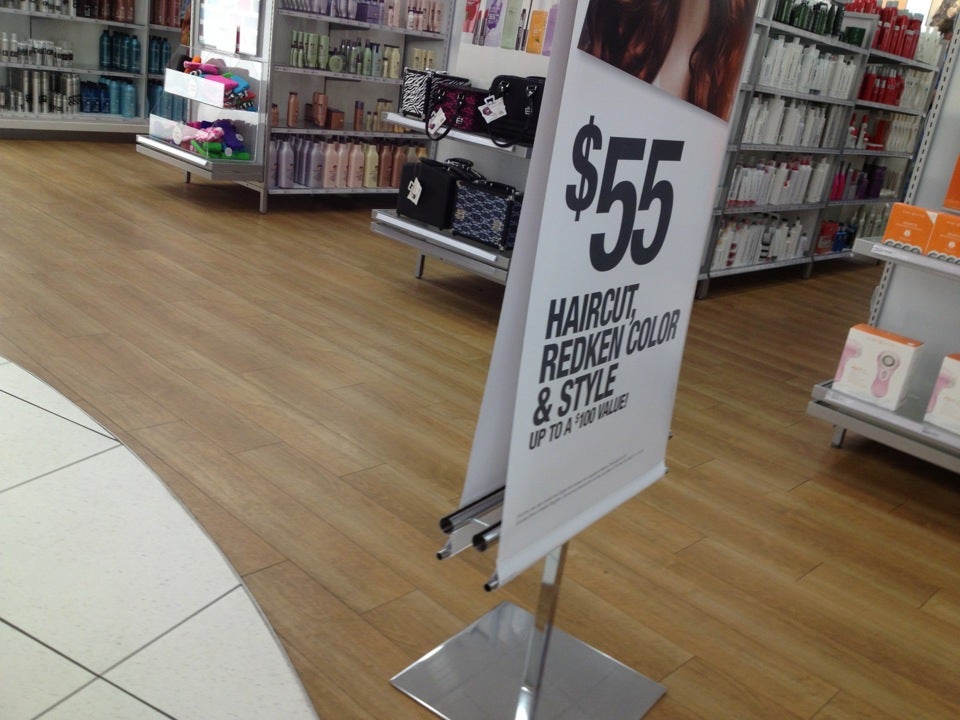 $55
HAIRCUT,
REDKEN COLOR
& STYLE
UP TO A $100 VALUE!